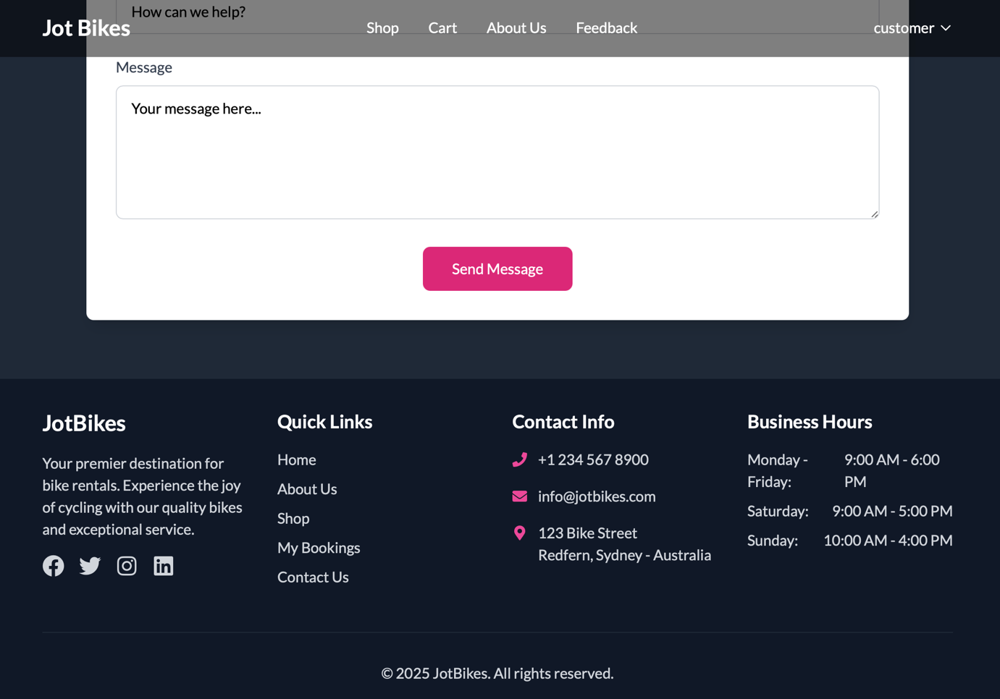 How can we help?
Jot Bikes
Shop
Cart
About Us
Feedback
customer
Message
Your message here...
Send Message
JotBikes
Your premier destination for
bike rentals. Experience the joy
of cycling with our quality bikes
and exceptional service.
Quick Links
Home
About Us
Shop
My Bookings
Contact Us
Contact Info
+1 234 567 8900
info@jotbikes.com
123 Bike Street
Redfern, Sydney - Australia
Business Hours
Monday - 9:00 AM - 6:00
Friday: PM
Saturday: 9:00 AM - 5:00 PM
Sunday: 10:00 AM - 4:00 PM
© 2025 JotBikes. All rights reserved.